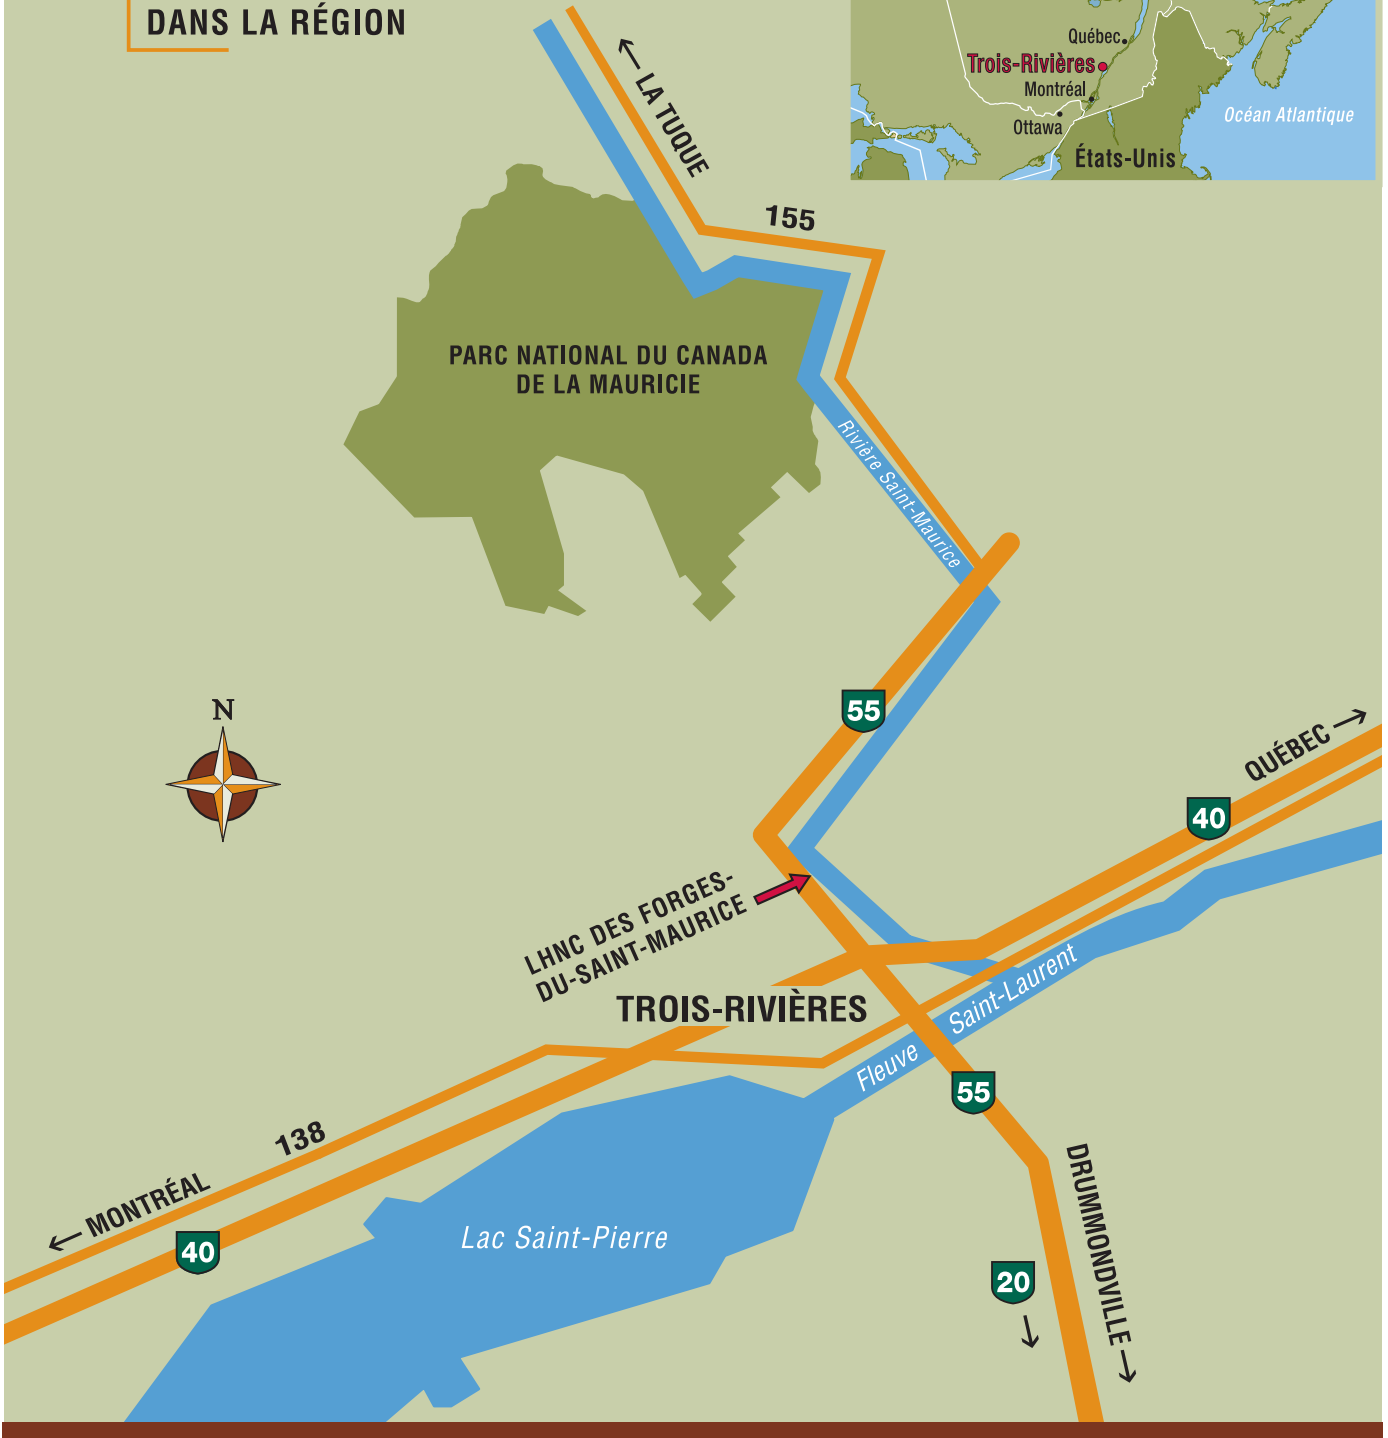 DANS LA RÉGION
Québec
Trois-Rivières
Montréal
Ottawa
Océan Atlantique
États-Unis
← LA TUQUE
155
PARC NATIONAL DU CANADA
DE LA MAURICIE
Rivière Saint-Maurice
55
N
QUÉBEC →
40
LHNC DES FORGES-
DU-SAINT-MAURICE
TROIS-RIVIÈRES
Fleuve Saint-Laurent
55
138
← MONTRÉAL
40
Lac Saint-Pierre
DRUMMONDVILLE →
20 →